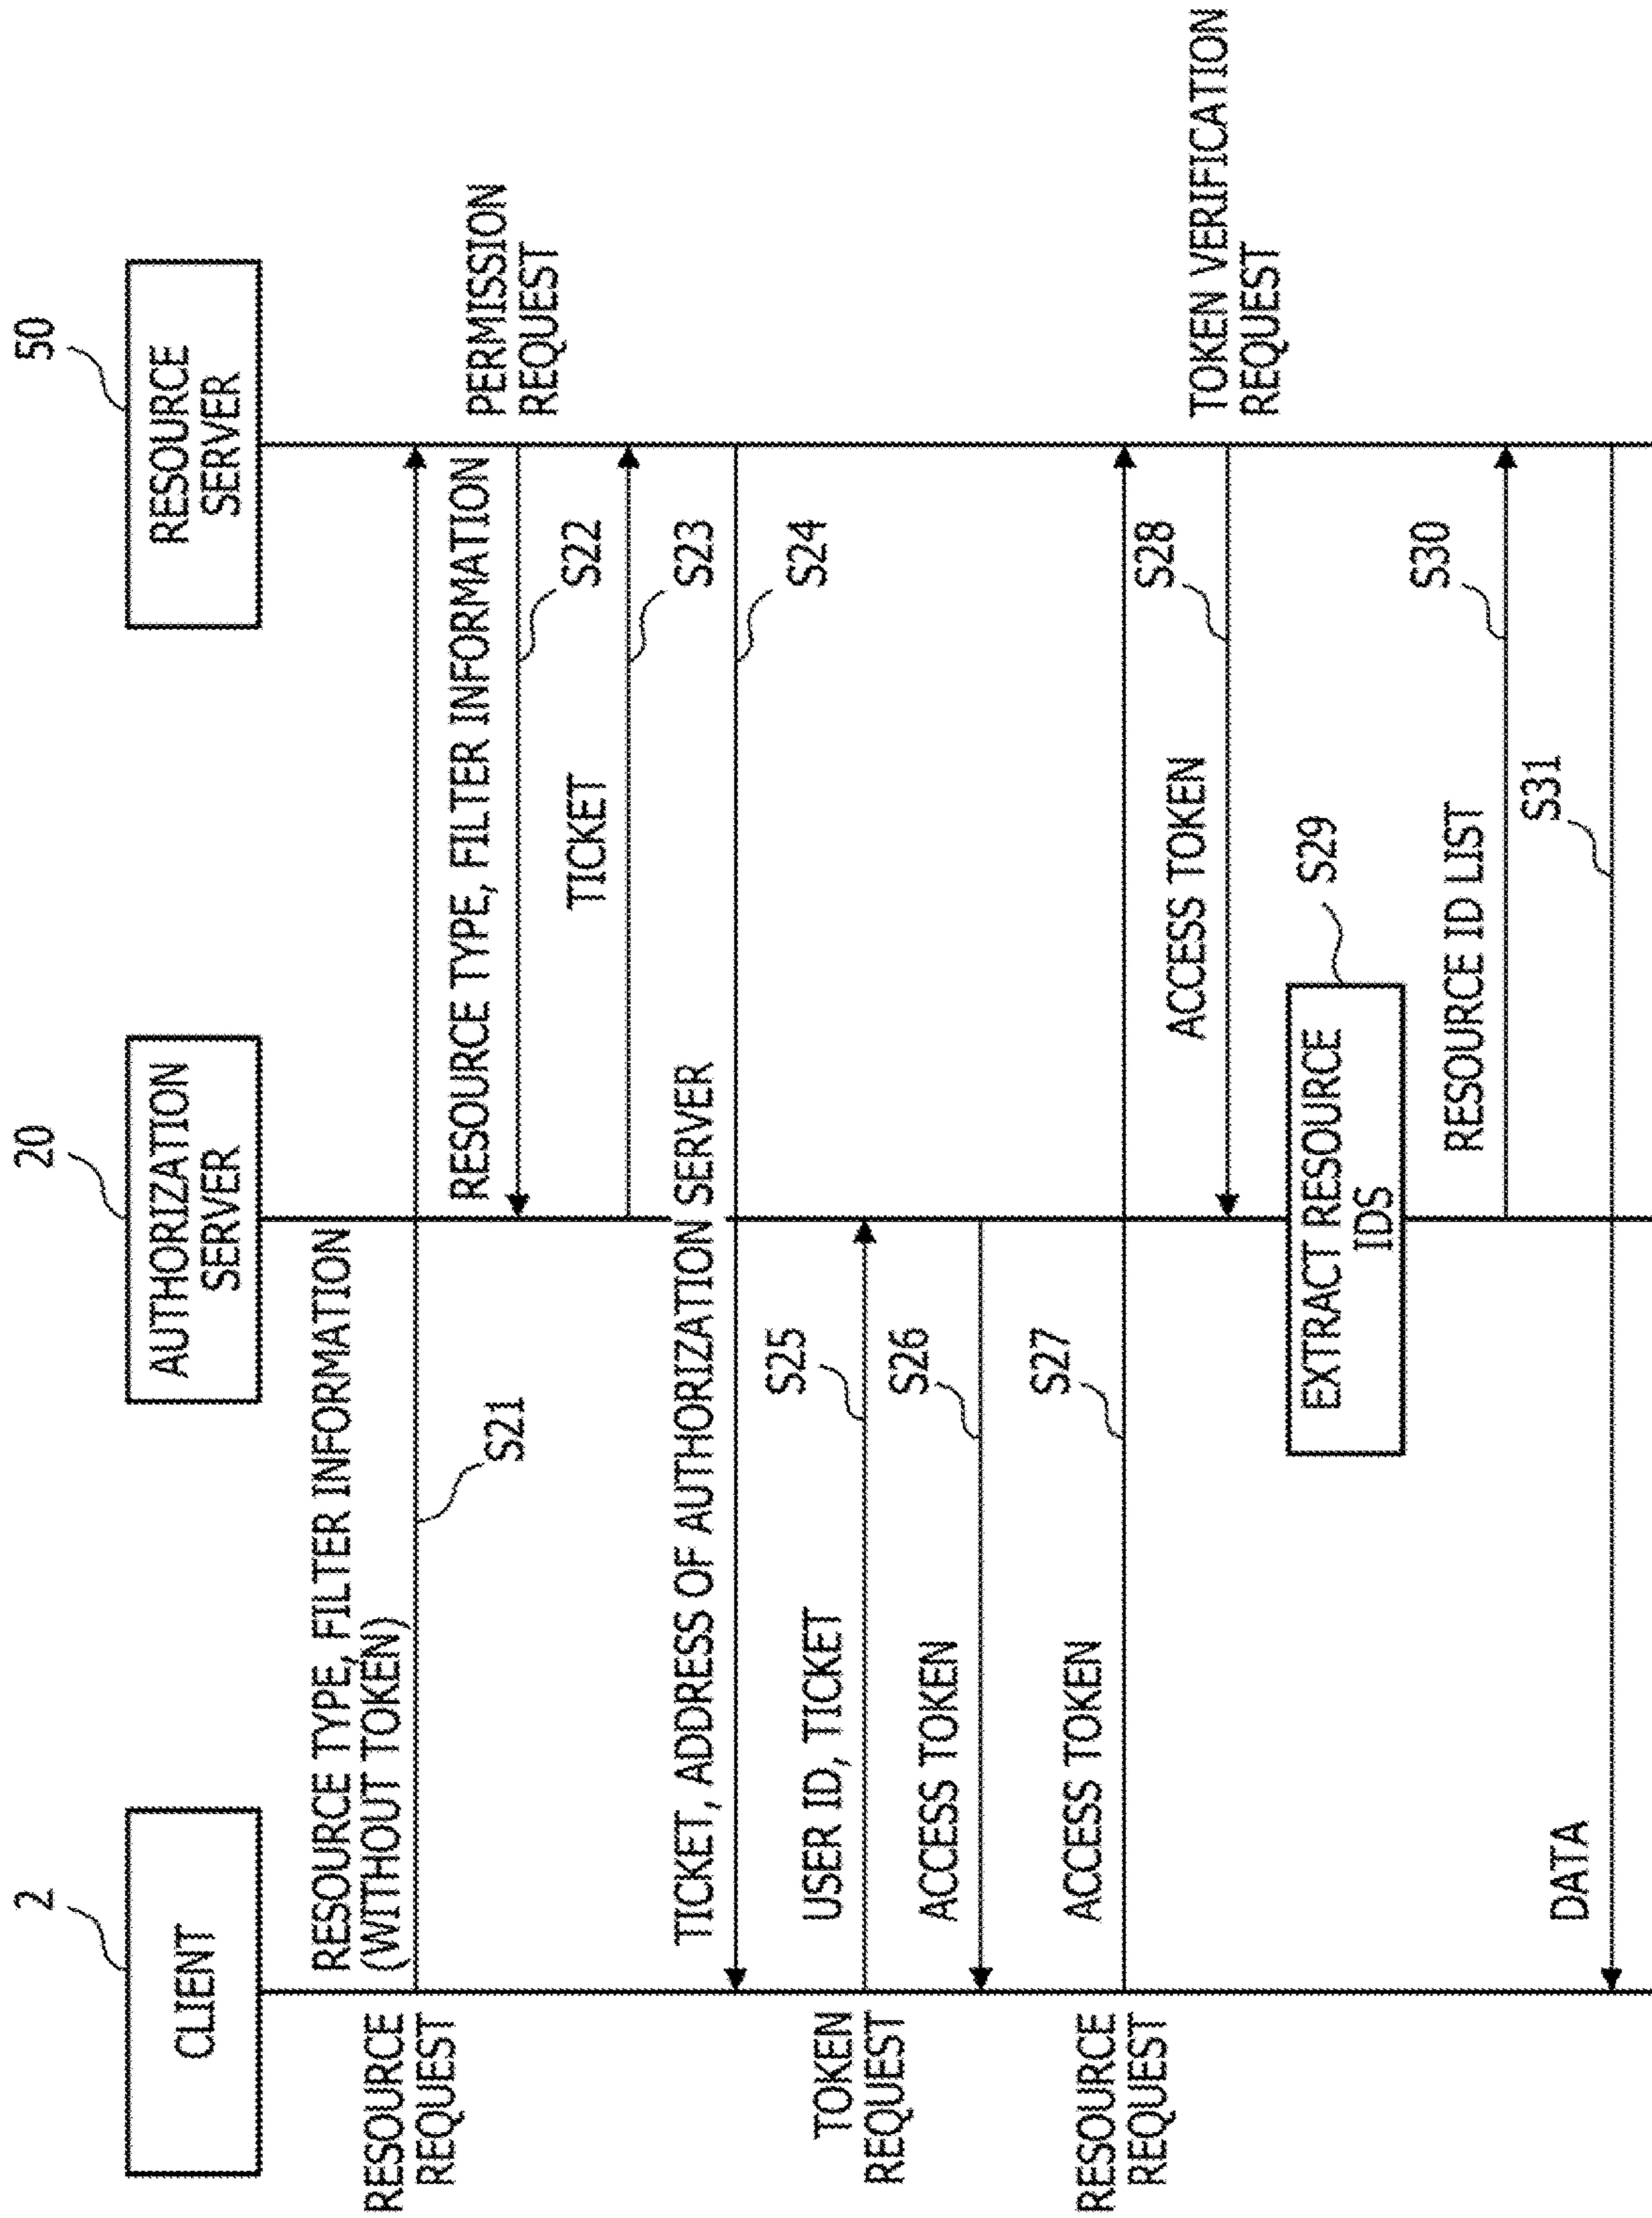 2
CLIENT
20
AUTHORIZATION
SERVER
50
RESOURCE
SERVER
RESOURCE
REQUEST
RESOURCE TYPE, FILTER INFORMATION
(WITHOUT TOKEN)
S21
RESOURCE TYPE, FILTER INFORMATION
PERMISSION
REQUEST
S22
TICKET
S23
TICKET, ADDRESS OF AUTHORIZATION SERVER
S24
TOKEN
REQUEST
USER ID, TICKET
S25
ACCESS TOKEN
S26
RESOURCE
REQUEST
ACCESS TOKEN
S27
ACCESS TOKEN
S28
TOKEN VERIFICATION
REQUEST
EXTRACT RESOURCE
IDS
S29
RESOURCE ID LIST
S30
DATA
S31